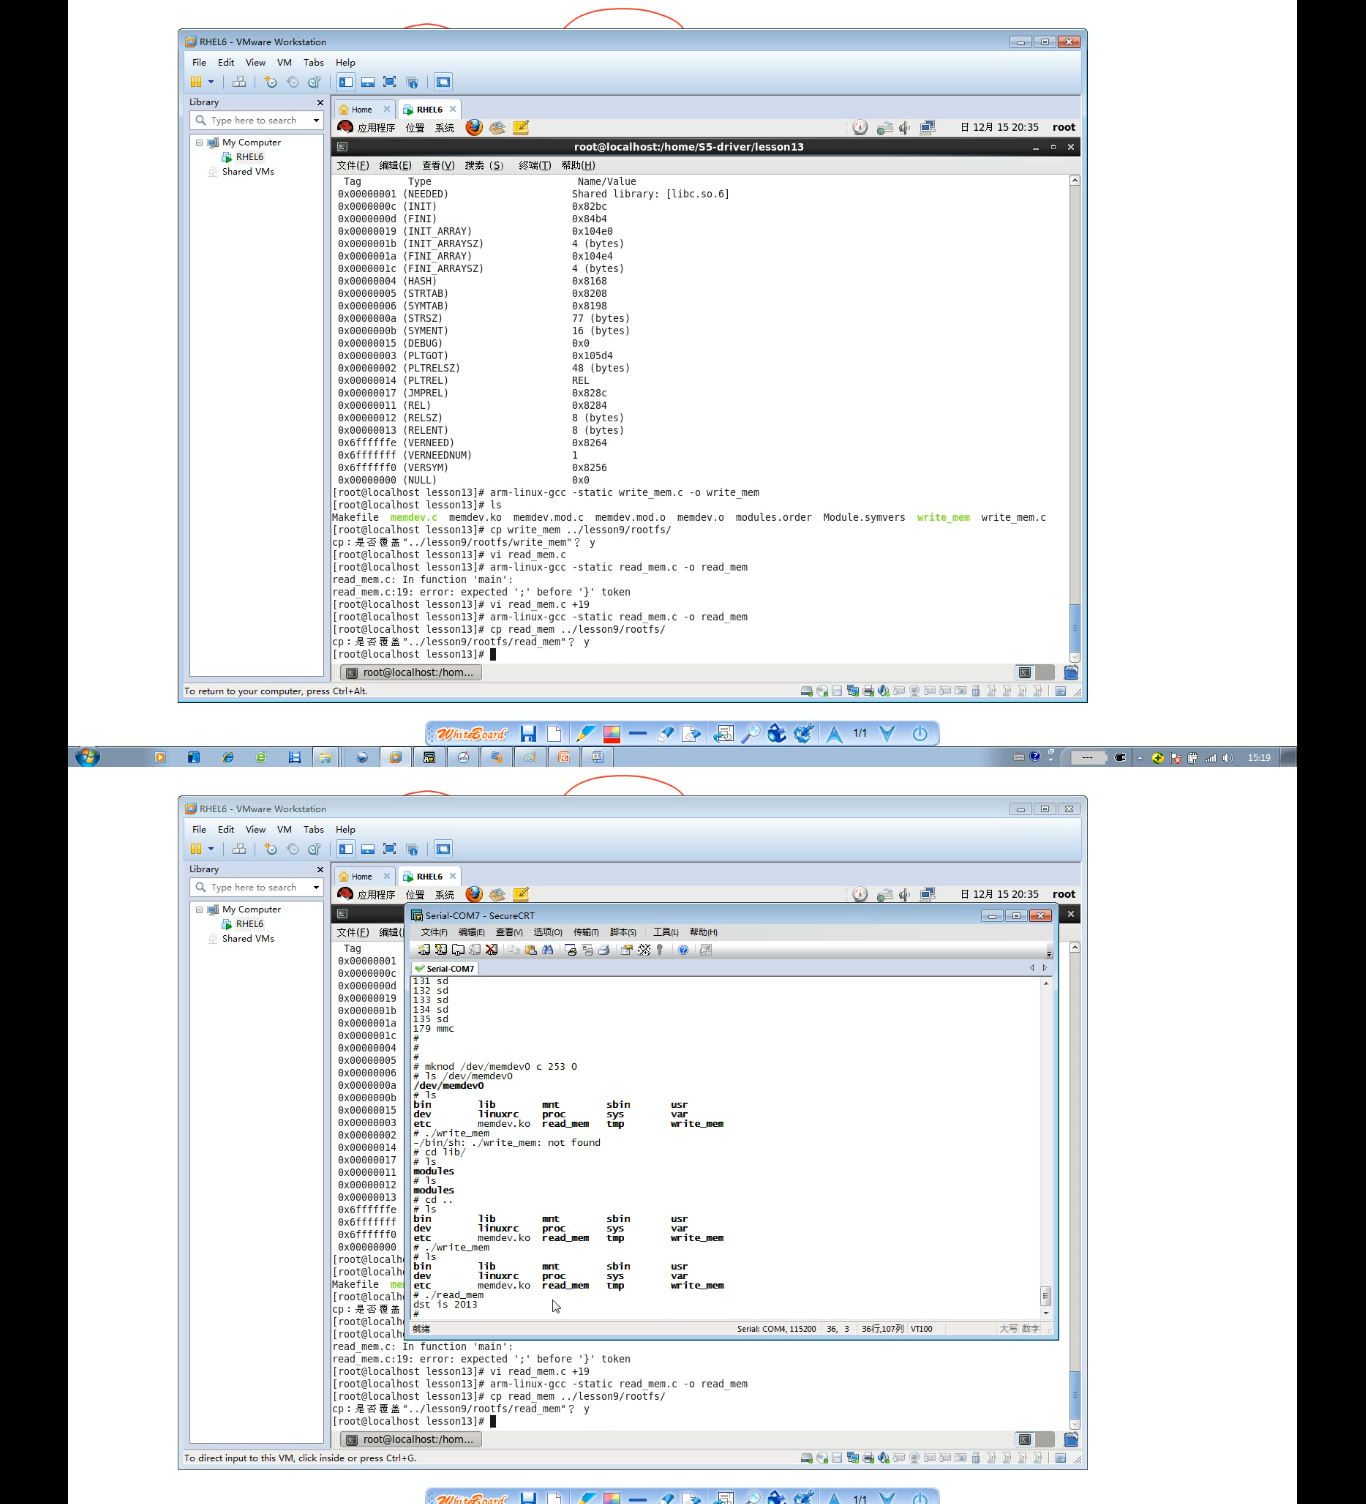 RHEL6 - VMware Workstation
File Edit View VM Tabs Help
Library
Type here to search
My Computer
RHEL6
Shared VMs
Home
RHEL6
应用程序 位置 系统
日 12月 15 20:35 root
root@localhost:/home/S5-driver/lesson13
文件(F) 编辑(E) 查看(V) 搜索 (S) 终端(T) 帮助(H)
Tag Type Name/Value
0x00000001 (NEEDED) Shared library: [libc.so.6]
0x0000000c (INIT) 0x82bc
0x0000000d (FINI) 0x84b4
0x00000019 (INIT_ARRAY) 0x104e0
0x0000001b (INIT_ARRAYSZ) 4 (bytes)
0x0000001a (FINI_ARRAY) 0x104e4
0x0000001c (FINI_ARRAYSZ) 4 (bytes)
0x00000004 (HASH) 0x8168
0x00000005 (STRTAB) 0x8208
0x00000006 (SYMTAB) 0x8198
0x0000000a (STRSZ) 77 (bytes)
0x0000000b (SYMENT) 16 (bytes)
0x00000015 (DEBUG) 0x0
0x00000003 (PLTGOT) 0x105d4
0x00000002 (PLTRELSZ) 48 (bytes)
0x00000014 (PLTREL) REL
0x00000017 (JMPREL) 0x828c
0x00000011 (REL) 0x8284
0x00000012 (RELSZ) 8 (bytes)
0x00000013 (RELENT) 8 (bytes)
0x6ffffffe (VERNEED) 0x8264
0x6fffffff (VERNEEDNUM) 1
0x6ffffff0 (VERSYM) 0x8256
0x00000000 (NULL) 0x0
[root@localhost lesson13]# arm-linux-gcc -static write_mem.c -o write_mem
[root@localhost lesson13]# ls
Makefile memdev.c memdev.ko memdev.mod.c memdev.mod.o memdev.o modules.order Module.symvers write_mem write_mem.c
[root@localhost lesson13]# cp write_mem ../lesson9/rootfs/
cp：是否覆盖"../lesson9/rootfs/write_mem"？ y
[root@localhost lesson13]# vi read_mem.c
[root@localhost lesson13]# arm-linux-gcc -static read_mem.c -o read_mem
read_mem.c: In function 'main':
read_mem.c:19: error: expected ';' before '}' token
[root@localhost lesson13]# vi read_mem.c +19
[root@localhost lesson13]# arm-linux-gcc -static read_mem.c -o read_mem
[root@localhost lesson13]# cp read_mem ../lesson9/rootfs/
cp：是否覆盖"../lesson9/rootfs/read_mem"？ y
[root@localhost lesson13]#
root@localhost:/hom...
To return to your computer, press Ctrl+Alt.
WhiteBoard 1/1
15:19
RHEL6 - VMware Workstation
File Edit View VM Tabs Help
Library
Type here to search
My Computer
RHEL6
Shared VMs
Home
RHEL6
应用程序 位置 系统
日 12月 15 20:35 root
文件(F) 编辑(
Tag
0x00000001
0x0000000c
0x0000000d
0x00000019
0x0000001b
0x0000001a
0x0000001c
0x00000004
0x00000005
0x00000006
0x0000000a
0x0000000b
0x00000015
0x00000003
0x00000002
0x00000014
0x00000017
0x00000011
0x00000012
0x00000013
0x6ffffffe
0x6fffffff
0x6ffffff0
0x00000000
[root@localh
[root@localh
Makefile me
[root@localh
cp：是否覆盖
[root@localh
[root@localh
Serial-COM7 - SecureCRT
文件(F) 编辑(E) 查看(V) 选项(O) 传输(T) 脚本(S) 工具(L) 帮助(H)
Serial-COM7
131 sd
132 sd
133 sd
134 sd
135 sd
179 mmc
#
#
#
# mknod /dev/memdev0 c 253 0
# ls /dev/memdev0
/dev/memdev0
# ls
bin lib mnt sbin usr
dev linuxrc proc sys var
etc memdev.ko read_mem tmp write_mem
# ./write_mem
-/bin/sh: ./write_mem: not found
# cd lib/
# ls
modules
# ls
modules
# cd ..
# ls
bin lib mnt sbin usr
dev linuxrc proc sys var
etc memdev.ko read_mem tmp write_mem
# ./write_mem
# ls
bin lib mnt sbin usr
dev linuxrc proc sys var
etc memdev.ko read_mem tmp write_mem
# ./read_mem
dst is 2013
#
就绪 Serial: COM4, 115200 36, 3 36行,107列 VT100 大写 数字
read_mem.c: In function 'main':
read_mem.c:19: error: expected ';' before '}' token
[root@localhost lesson13]# vi read_mem.c +19
[root@localhost lesson13]# arm-linux-gcc -static read_mem.c -o read_mem
[root@localhost lesson13]# cp read_mem ../lesson9/rootfs/
cp：是否覆盖"../lesson9/rootfs/read_mem"？ y
[root@localhost lesson13]#
root@localhost:/hom...
To direct input to this VM, click inside or press Ctrl+G.
WhiteBoard 1/1